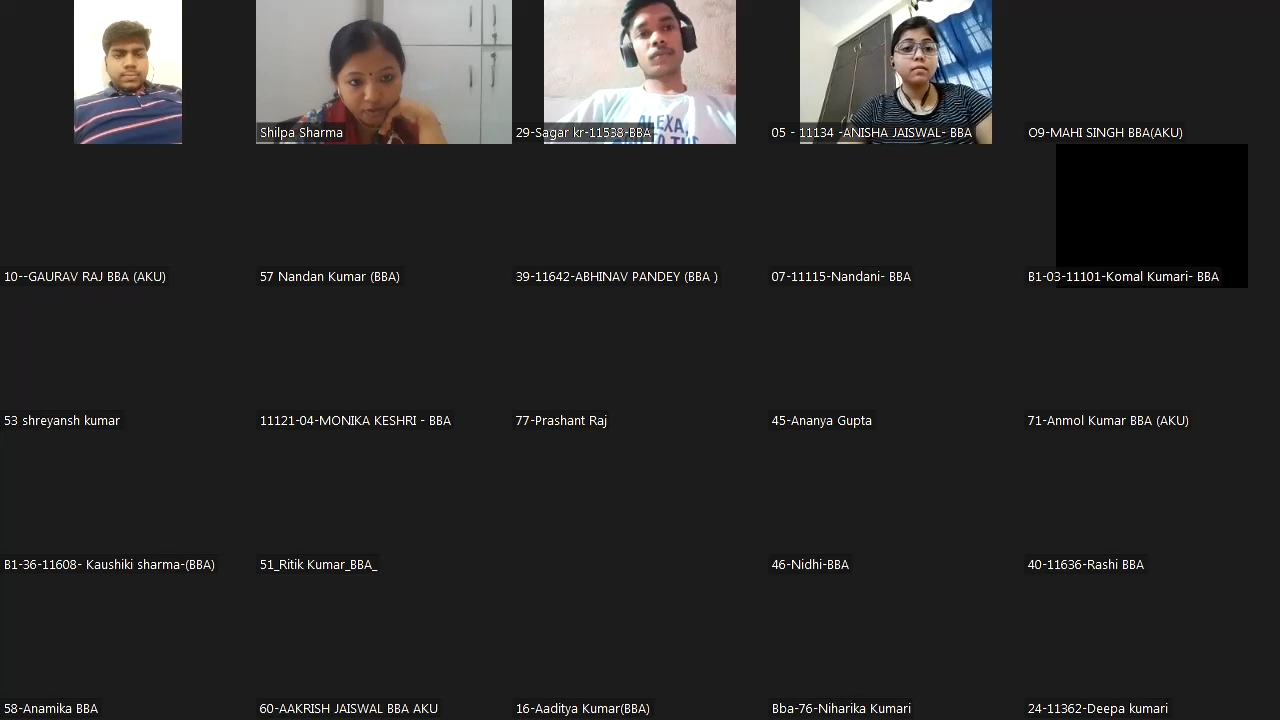 Shilpa Sharma
29-Sagar kr-11538-BBA
05 - 11134 -ANISHA JAISWAL- BBA
O9-MAHI SINGH BBA(AKU)
ALEXA,
TO THE
10--GAURAV RAJ BBA (AKU)
57 Nandan Kumar (BBA)
39-11642-ABHINAV PANDEY (BBA )
07-11115-Nandani- BBA
B1-03-11101-Komal Kumari- BBA
53 shreyansh kumar
11121-04-MONIKA KESHRI - BBA
77-Prashant Raj
45-Ananya Gupta
71-Anmol Kumar BBA (AKU)
B1-36-11608- Kaushiki sharma-(BBA)
51_Ritik Kumar_BBA_
46-Nidhi-BBA
40-11636-Rashi BBA
58-Anamika BBA
60-AAKRISH JAISWAL BBA AKU
16-Aaditya Kumar(BBA)
Bba-76-Niharika Kumari
24-11362-Deepa kumari